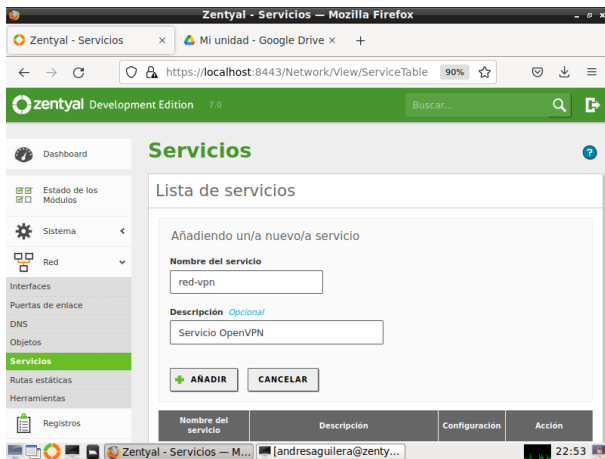 Zentyal - Servicios — Mozilla Firefox
Zentyal - Servicios
Mi unidad - Google Drive
https://localhost:8443/Network/View/ServiceTable
90%
zentyal Development Edition 7.0
Buscar...
Dashboard
Estado de los
Módulos
Sistema
Red
Interfaces
Puertas de enlace
DNS
Objetos
Servicios
Rutas estáticas
Herramientas
Registros
Servicios
Lista de servicios
Añadiendo un/a nuevo/a servicio
Nombre del servicio
red-vpn
Descripción Opcional
Servicio OpenVPN
AÑADIR
CANCELAR
Nombre del
servicio
Descripción
Configuración
Acción
Zentyal - Servicios — M...
[andresaguilera@zenty...
22:53